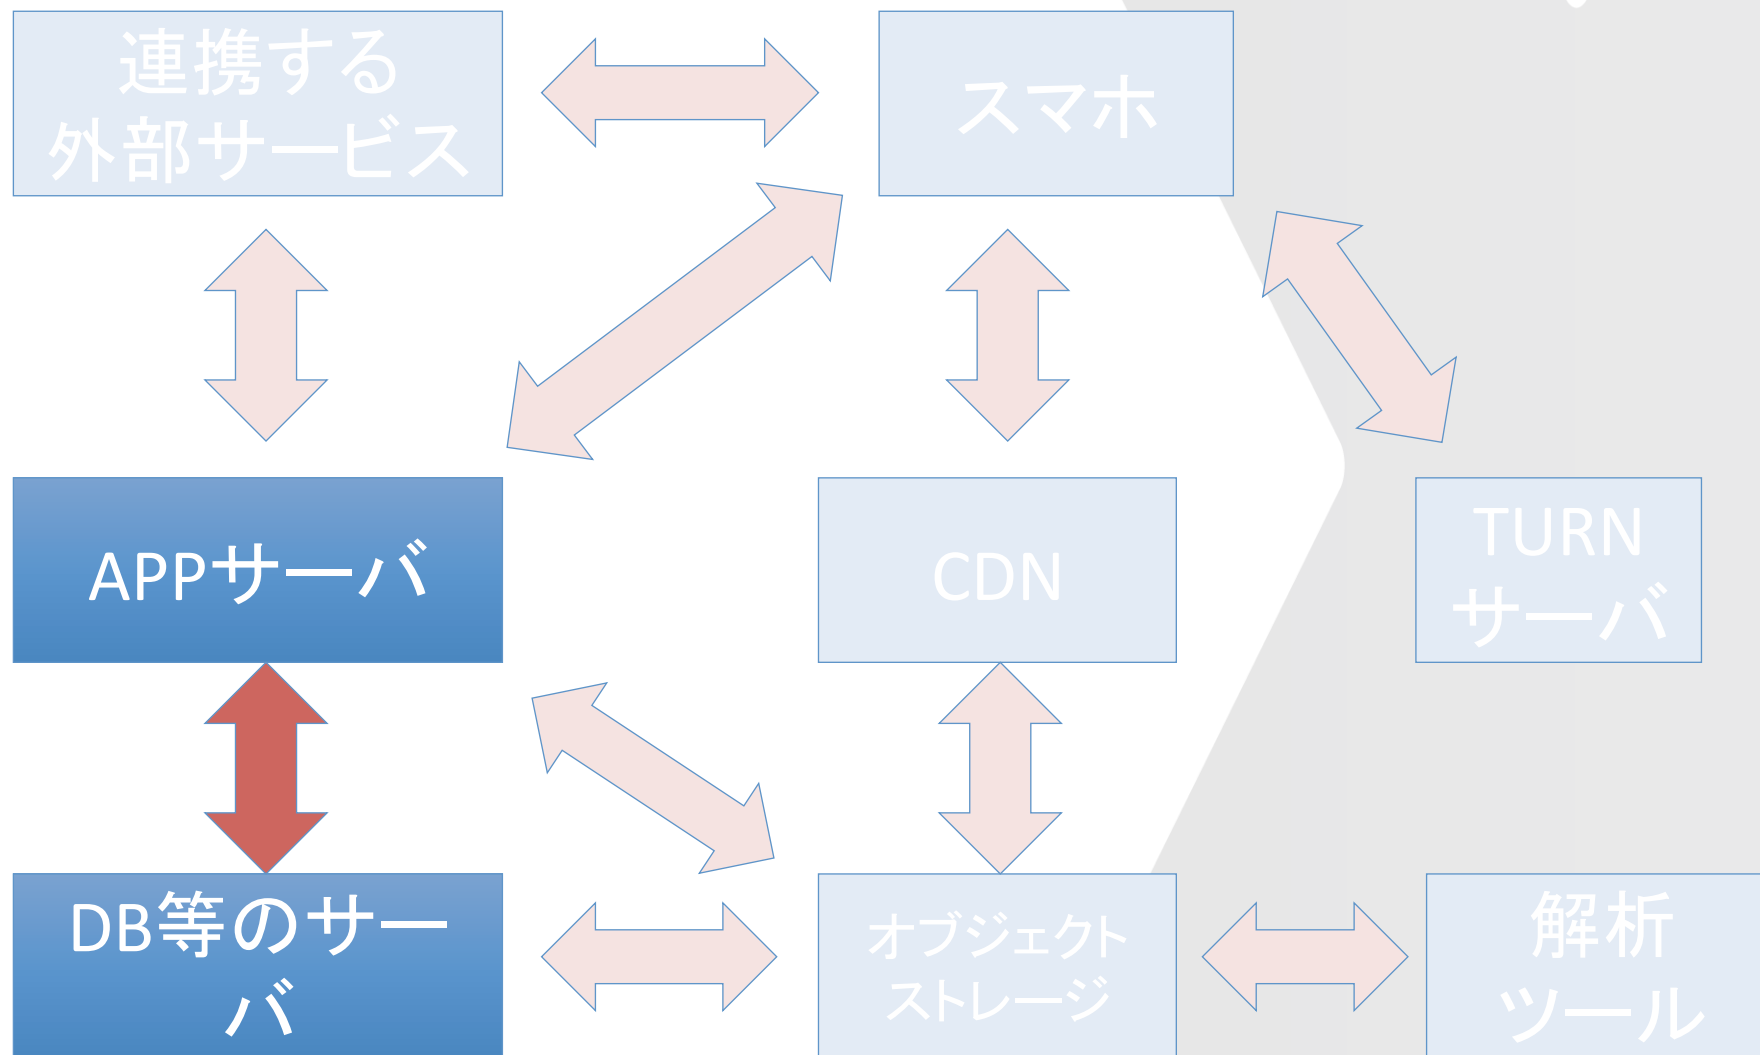 連携する
外部サービス
スマホ
APPサーバ
CDN
TURN
サーバ
DB等のサー
バ
オブジェクト
ストレージ
解析
ツール